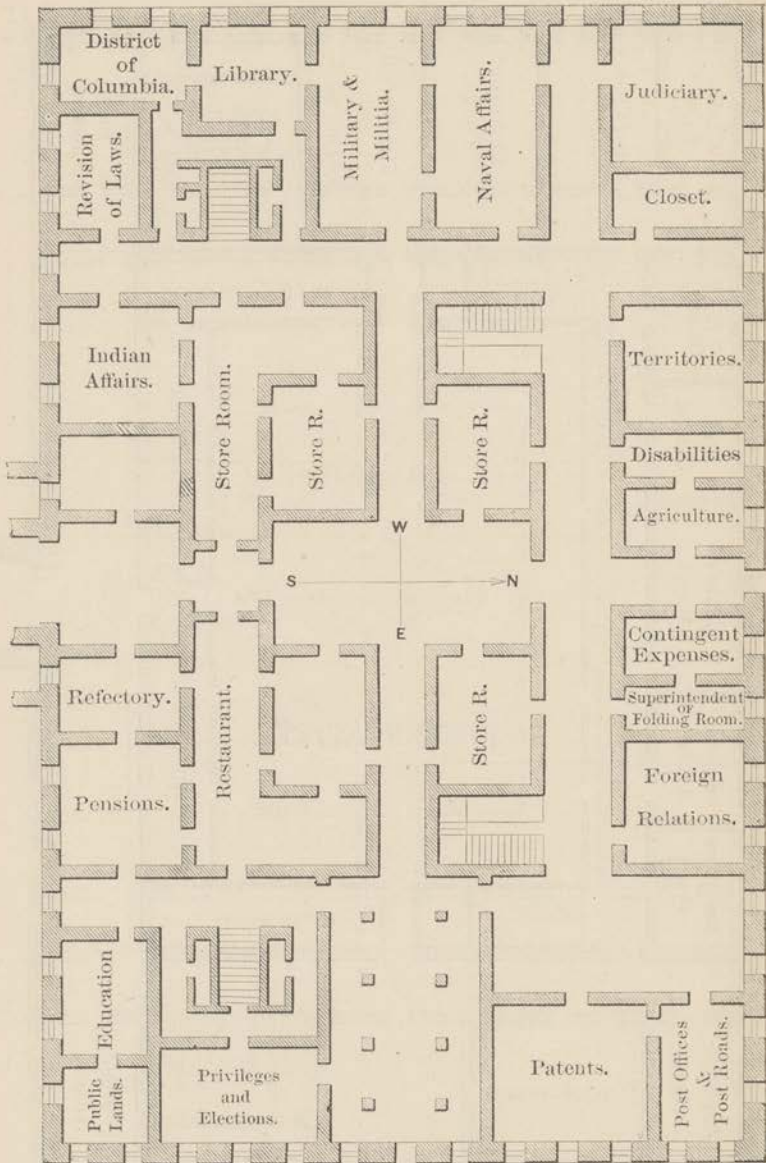 District
of
Columbia.
Library.
Military &
Militia.
Naval Affairs.
Judiciary.
Revision
of Laws.
Closet.
Indian
Affairs.
Store Room.
Store R.
Store R.
Territories.
Disabilities
Agriculture.
W
S
N
E
Contingent
Expenses.
Refectory.
Restaurant.
Store R.
Superintendent
OF
Folding Room.
Pensions.
Foreign
Relations.
Education
Public
Lands.
Privileges
and
Elections.
Patents.
Post Offices
&
Post Roads.